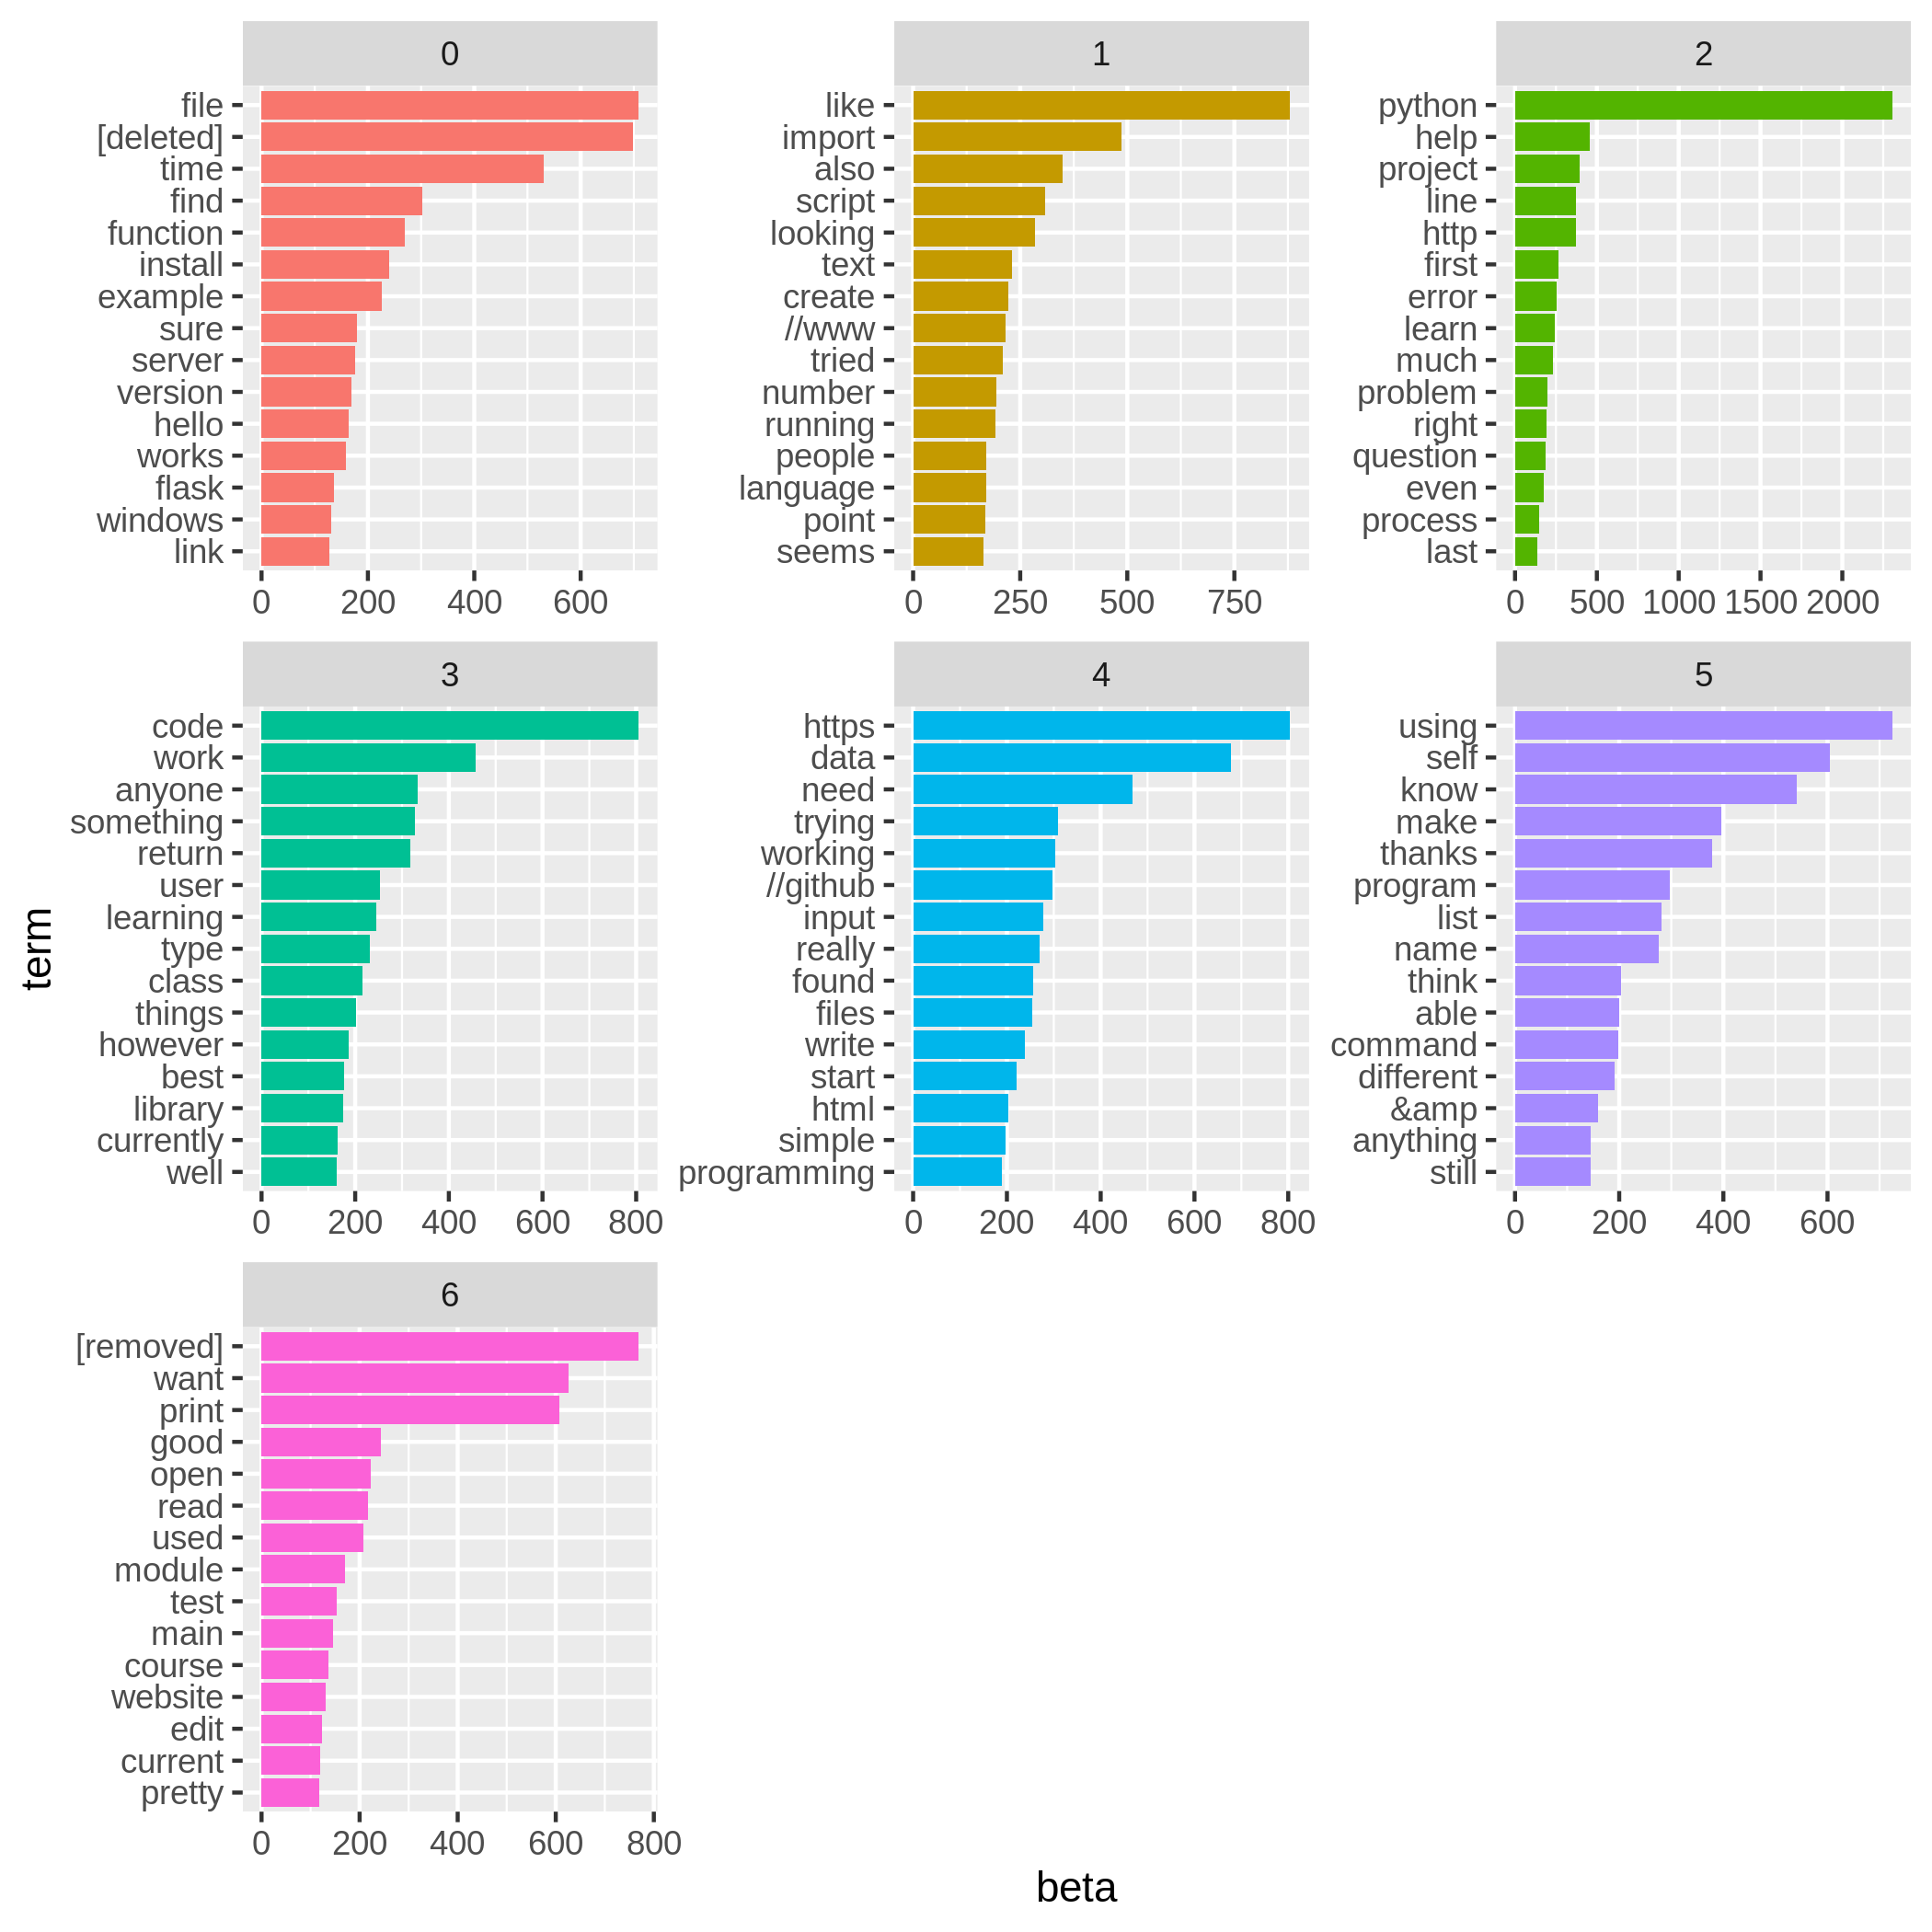 0
file
[deleted]
time
find
function
install
example
sure
server
version
hello
works
flask
windows
link
0 200 400 600
1
like
import
also
script
looking
text
create
//www
tried
number
running
people
language
point
seems
0 250 500 750
2
python
help
project
line
http
first
error
learn
much
problem
right
question
even
process
last
0 500 1000 1500 2000
3
code
work
anyone
something
return
user
learning
type
class
things
however
best
library
currently
well
0 200 400 600 800
4
https
data
need
trying
working
//github
input
really
found
files
write
start
html
simple
programming
0 200 400 600 800
5
using
self
know
make
thanks
program
list
name
think
able
command
different
&amp
anything
still
0 200 400 600
6
[removed]
want
print
good
open
read
used
module
test
main
course
website
edit
current
pretty
0 200 400 600 800
term
beta